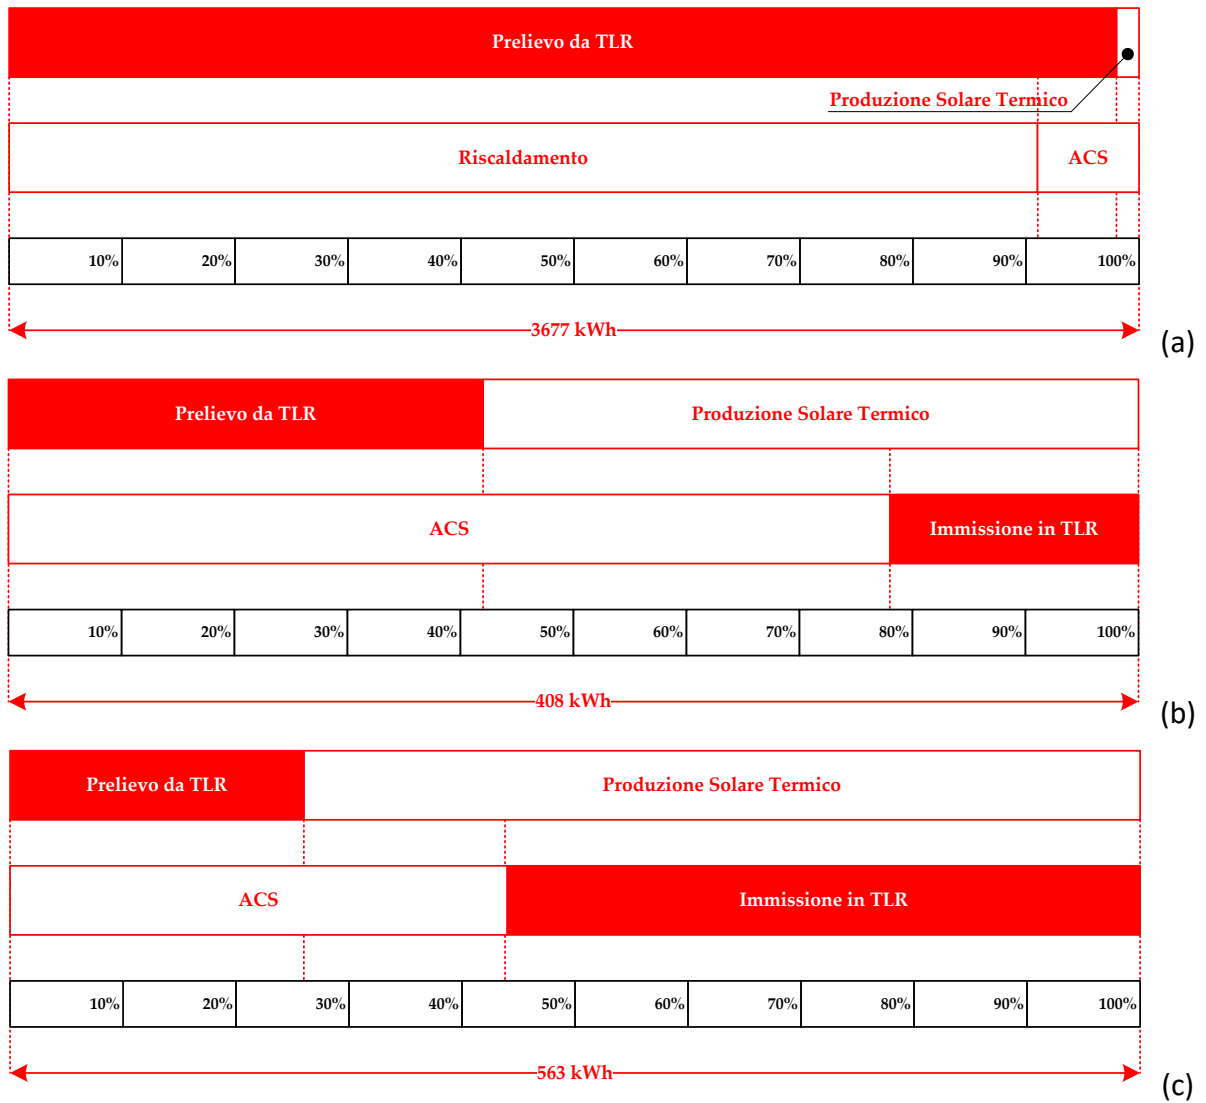 Prelievo da TLR
Produzione Solare Termico
Riscaldamento ACS
10% 20% 30% 40% 50% 60% 70% 80% 90% 100%
3677 kWh
(a)
Prelievo da TLR Produzione Solare Termico
ACS Immissione in TLR
10% 20% 30% 40% 50% 60% 70% 80% 90% 100%
408 kWh
(b)
Prelievo da TLR Produzione Solare Termico
ACS Immissione in TLR
10% 20% 30% 40% 50% 60% 70% 80% 90% 100%
563 kWh
(c)